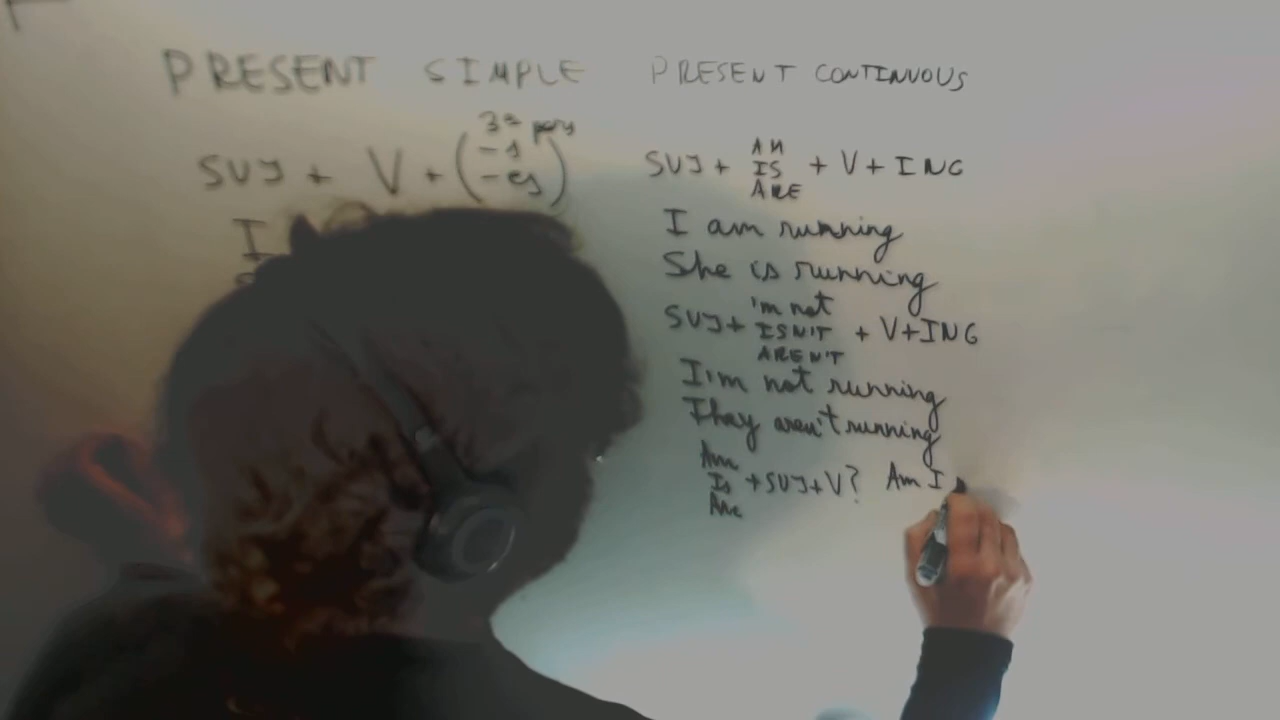 PRESENT SIMPLE
SUJ + V + (3ª pers -s -es)
I
PRESENT CONTINUOUS
SUJ + AM IS ARE + V + ING
I am running
She is running
SUJ + 'm not ISN'T AREN'T + V+ING
I'm not running
They aren't running
Am Is Are + SUJ + V? Am I